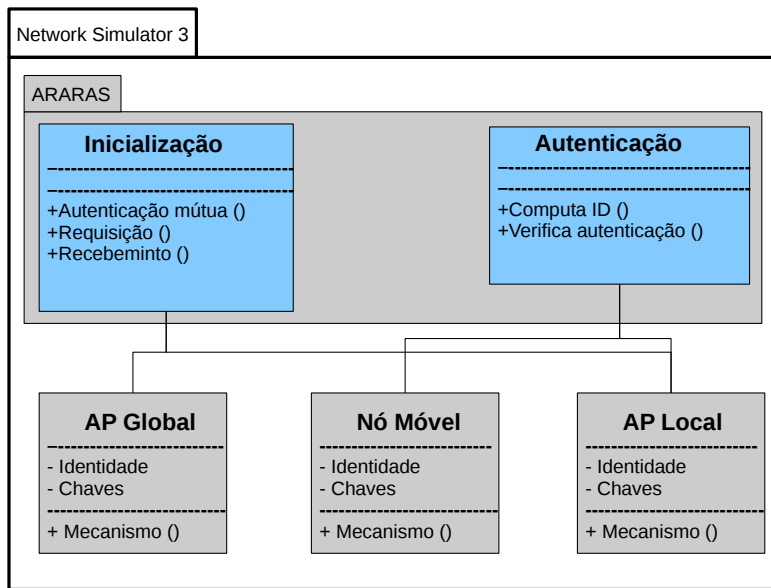 Network Simulator 3
ARARAS
Inicialização
+Autenticação mútua ()
+Requisição ()
+Recebeminto ()
Autenticação
+Computa ID ()
+Verifica autenticação ()
AP Global
- Identidade
- Chaves
+ Mecanismo ()
Nó Móvel
- Identidade
- Chaves
+ Mecanismo ()
AP Local
- Identidade
- Chaves
+ Mecanismo ()